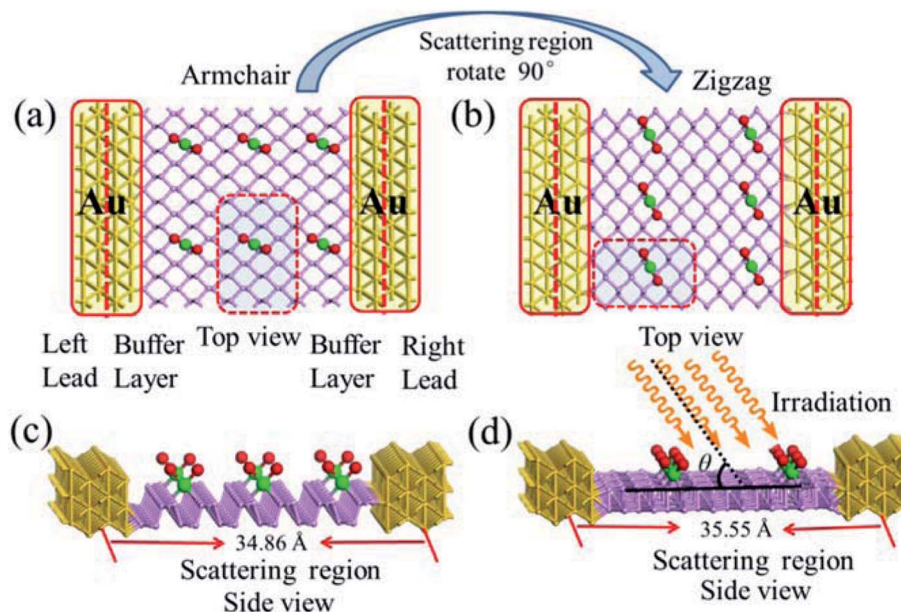 Scattering region
rotate 90°
Armchair
Zigzag
(a)
(b)
Au
Au
Au
Au
Left
Lead
Buffer
Layer
Top view
Buffer
Layer
Right
Lead
Top view
Irradiation
(c)
(d)
θ
34.86 Å
Scattering region
Side view
35.55 Å
Scattering region
Side view